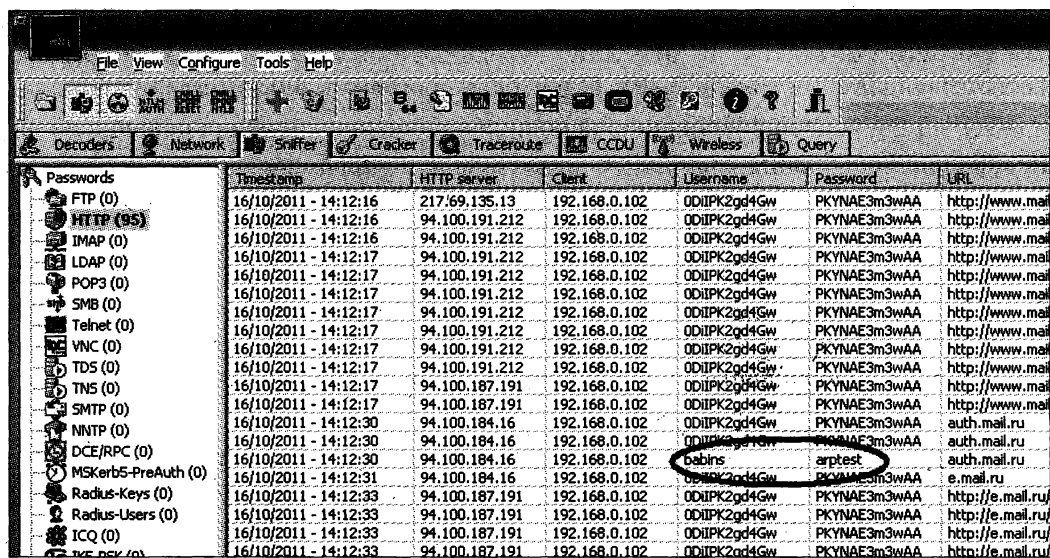 File View Configure Tools Help
Decoders Network Sniffer Cracker Traceroute CCDU Wireless Query
Passwords
FTP (0)
HTTP (95)
IMAP (0)
LDAP (0)
POP3 (0)
SMB (0)
Telnet (0)
VNC (0)
TDS (0)
TNS (0)
SMTP (0)
NNTP (0)
DCE/RPC (0)
MSKerb5-PreAuth (0)
Radius-Keys (0)
Radius-Users (0)
ICQ (0)
IKE-PSK (0)
Timestamp HTTP server Client Username Password URL
16/10/2011 - 14:12:16 217.69.135.13 192.168.0.102 0DiIPK2gd4Gw PKYNAE3m3wAA http://www.mail
16/10/2011 - 14:12:16 94.100.191.212 192.168.0.102 0DiIPK2gd4Gw PKYNAE3m3wAA http://www.mail
16/10/2011 - 14:12:16 94.100.191.212 192.168.0.102 0DiIPK2gd4Gw PKYNAE3m3wAA http://www.mail
16/10/2011 - 14:12:17 94.100.191.212 192.168.0.102 0DiIPK2gd4Gw PKYNAE3m3wAA http://www.mail
16/10/2011 - 14:12:17 94.100.191.212 192.168.0.102 0DiIPK2gd4Gw PKYNAE3m3wAA http://www.mail
16/10/2011 - 14:12:17 94.100.191.212 192.168.0.102 0DiIPK2gd4Gw PKYNAE3m3wAA http://www.mail
16/10/2011 - 14:12:17 94.100.191.212 192.168.0.102 0DiIPK2gd4Gw PKYNAE3m3wAA http://www.mail
16/10/2011 - 14:12:17 94.100.191.212 192.168.0.102 0DiIPK2gd4Gw PKYNAE3m3wAA http://www.mail
16/10/2011 - 14:12:17 94.100.191.212 192.168.0.102 0DiIPK2gd4Gw PKYNAE3m3wAA http://www.mail
16/10/2011 - 14:12:17 94.100.187.191 192.168.0.102 0DiIPK2gd4Gw PKYNAE3m3wAA http://www.mail
16/10/2011 - 14:12:17 94.100.187.191 192.168.0.102 0DiIPK2gd4Gw PKYNAE3m3wAA http://www.mail
16/10/2011 - 14:12:30 94.100.184.16 192.168.0.102 0DiIPK2gd4Gw PKYNAE3m3wAA auth.mail.ru
16/10/2011 - 14:12:30 94.100.184.16 192.168.0.102 0DiIPK2gd4Gw PKYNAE3m3wAA auth.mail.ru
16/10/2011 - 14:12:30 94.100.184.16 192.168.0.102 babins arptest auth.mail.ru
16/10/2011 - 14:12:31 94.100.184.16 192.168.0.102 0DiIPK2gd4Gw PKYNAE3m3wAA e.mail.ru
16/10/2011 - 14:12:33 94.100.187.191 192.168.0.102 0DiIPK2gd4Gw PKYNAE3m3wAA http://e.mail.ru/
16/10/2011 - 14:12:33 94.100.187.191 192.168.0.102 0DiIPK2gd4Gw PKYNAE3m3wAA http://e.mail.ru/
16/10/2011 - 14:12:33 94.100.187.191 192.168.0.102 0DiIPK2gd4Gw PKYNAE3m3wAA http://e.mail.ru/
16/10/2011 - 14:12:33 94.100.187.191 192.168.0.102 0DiIPK2gd4Gw PKYNAE3m3wAA http://e.mail.ru/